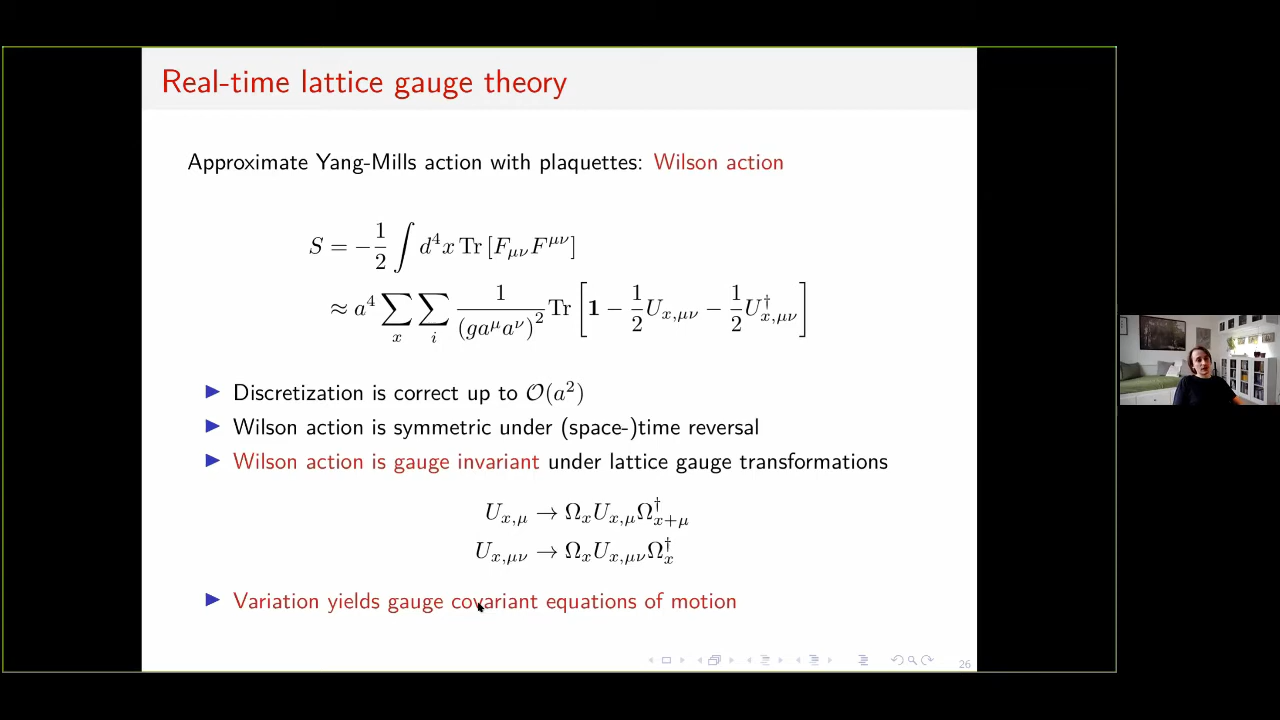 Real-time lattice gauge theory
Approximate Yang-Mills action with plaquettes: Wilson action
S = −1/2 ∫ d⁴x Tr [F_{μν}F^{μν}]
≈ a⁴ ∑_x ∑_i 1/(ga^μa^ν)² Tr [1 − 1/2 U_{x,μν} − 1/2 U†_{x,μν}]
▶ Discretization is correct up to O(a²)
▶ Wilson action is symmetric under (space-)time reversal
▶ Wilson action is gauge invariant under lattice gauge transformations
U_{x,μ} → Ω_x U_{x,μ} Ω†_{x+μ}
U_{x,μν} → Ω_x U_{x,μν} Ω†_x
▶ Variation yields gauge covariant equations of motion
26